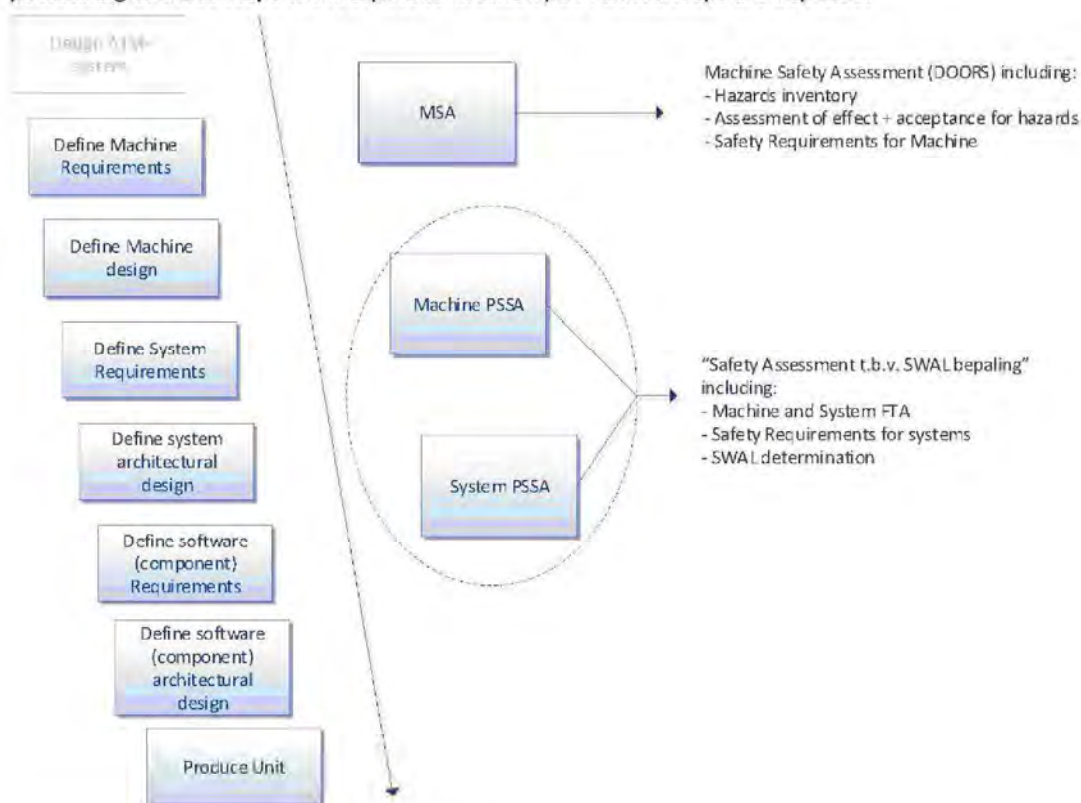 Design ATM-
system
Define Machine
Requirements
Define Machine
design
Define System
Requirements
Define system
architectural
design
Define software
(component)
Requirements
Define software
(component)
architectural
design
Produce Unit
MSA
Machine PSSA
System PSSA
Machine Safety Assessment (DOORS) including:
- Hazards inventory
- Assessment of effect + acceptance for hazards
- Safety Requirements for Machine
"Safety Assessment t.b.v. SWAL bepaling"
including:
- Machine and System FTA
- Safety Requirements for systems
- SWAL determination